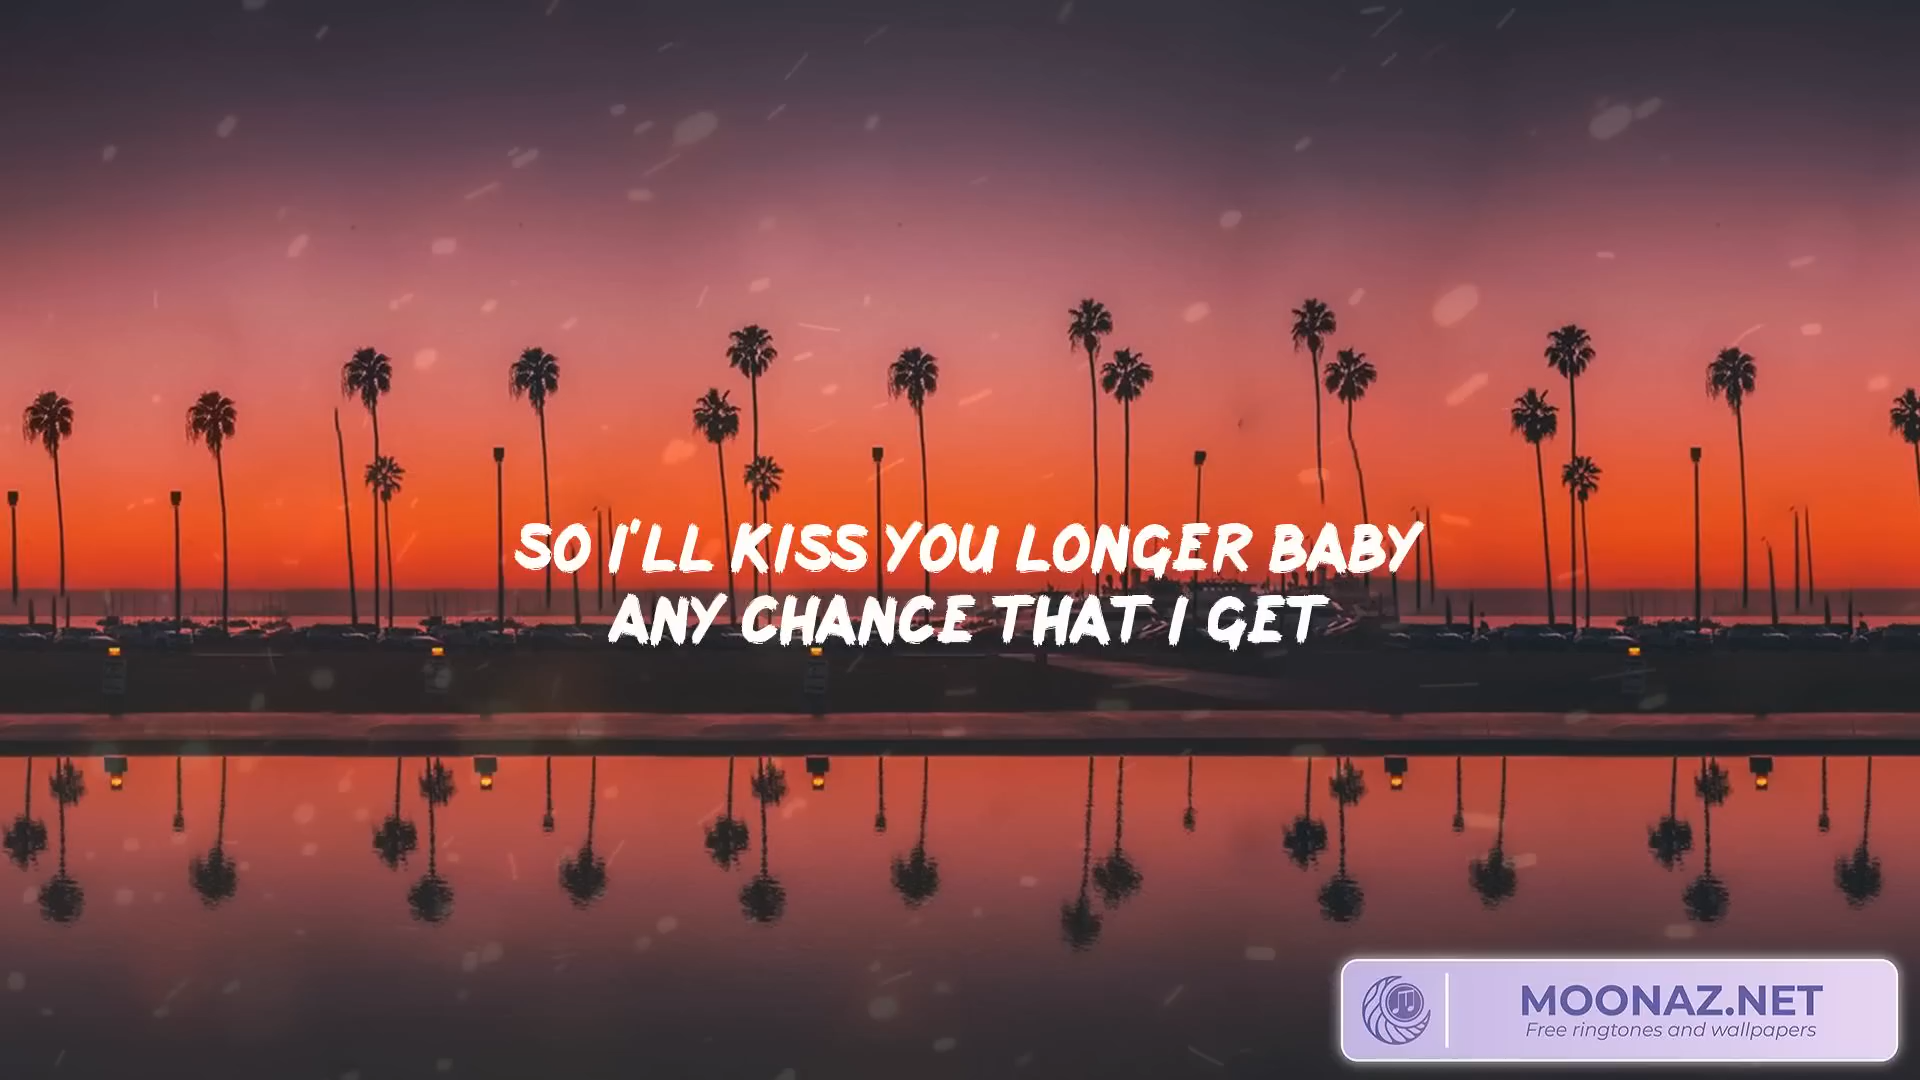 SO I'LL KISS YOU LONGER BABY
ANY CHANCE THAT I GET
MOONAZ.NET
Free ringtones and wallpapers